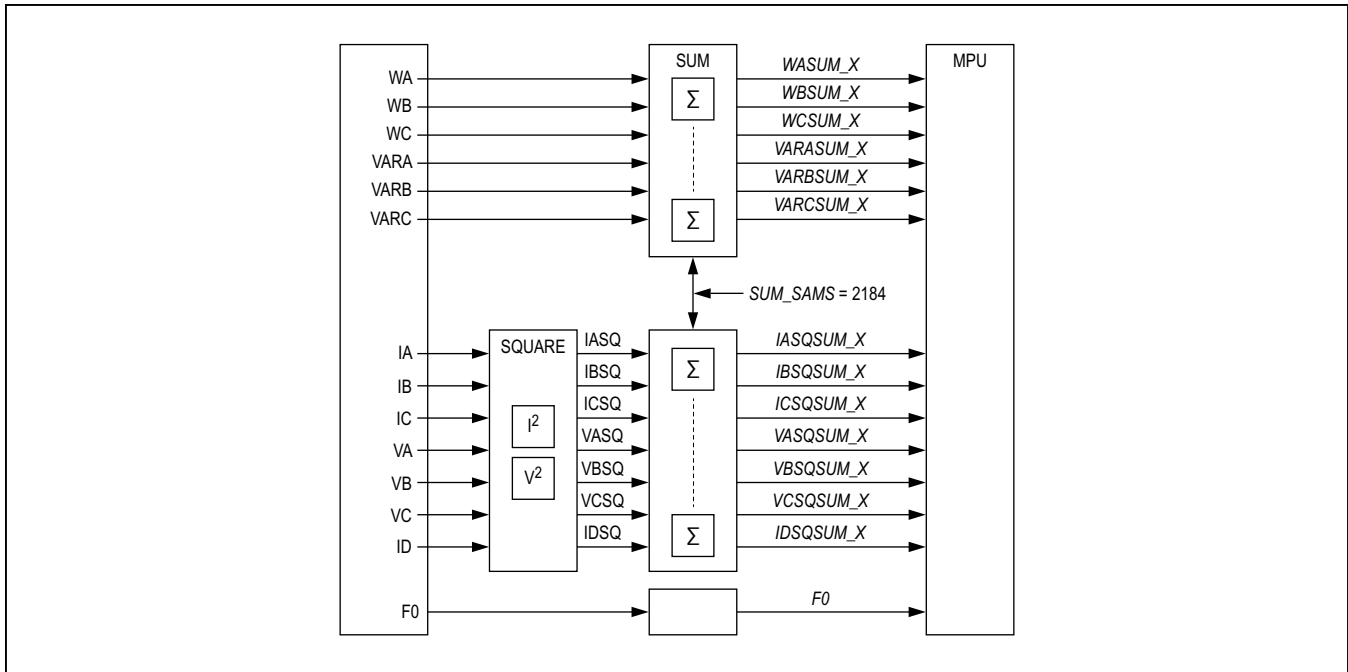 SUM
MPU
WA
WASUM_X
Σ
WB
WBSUM_X
WC
WCSUM_X
VARA
VARASUM_X
VARB
VARBSUM_X
VARC
VARCSUM_X
Σ
SUM_SAMS = 2184
SQUARE
IA
IASQ
IASQSUM_X
Σ
IB
IBSQ
IBSQSUM_X
IC
ICSQ
ICSQSUM_X
I²
VA
VASQ
VASQSUM_X
V²
VB
VBSQ
VBSQSUM_X
VC
VCSQ
VCSQSUM_X
ID
IDSQ
IDSQSUM_X
Σ
F0
F0